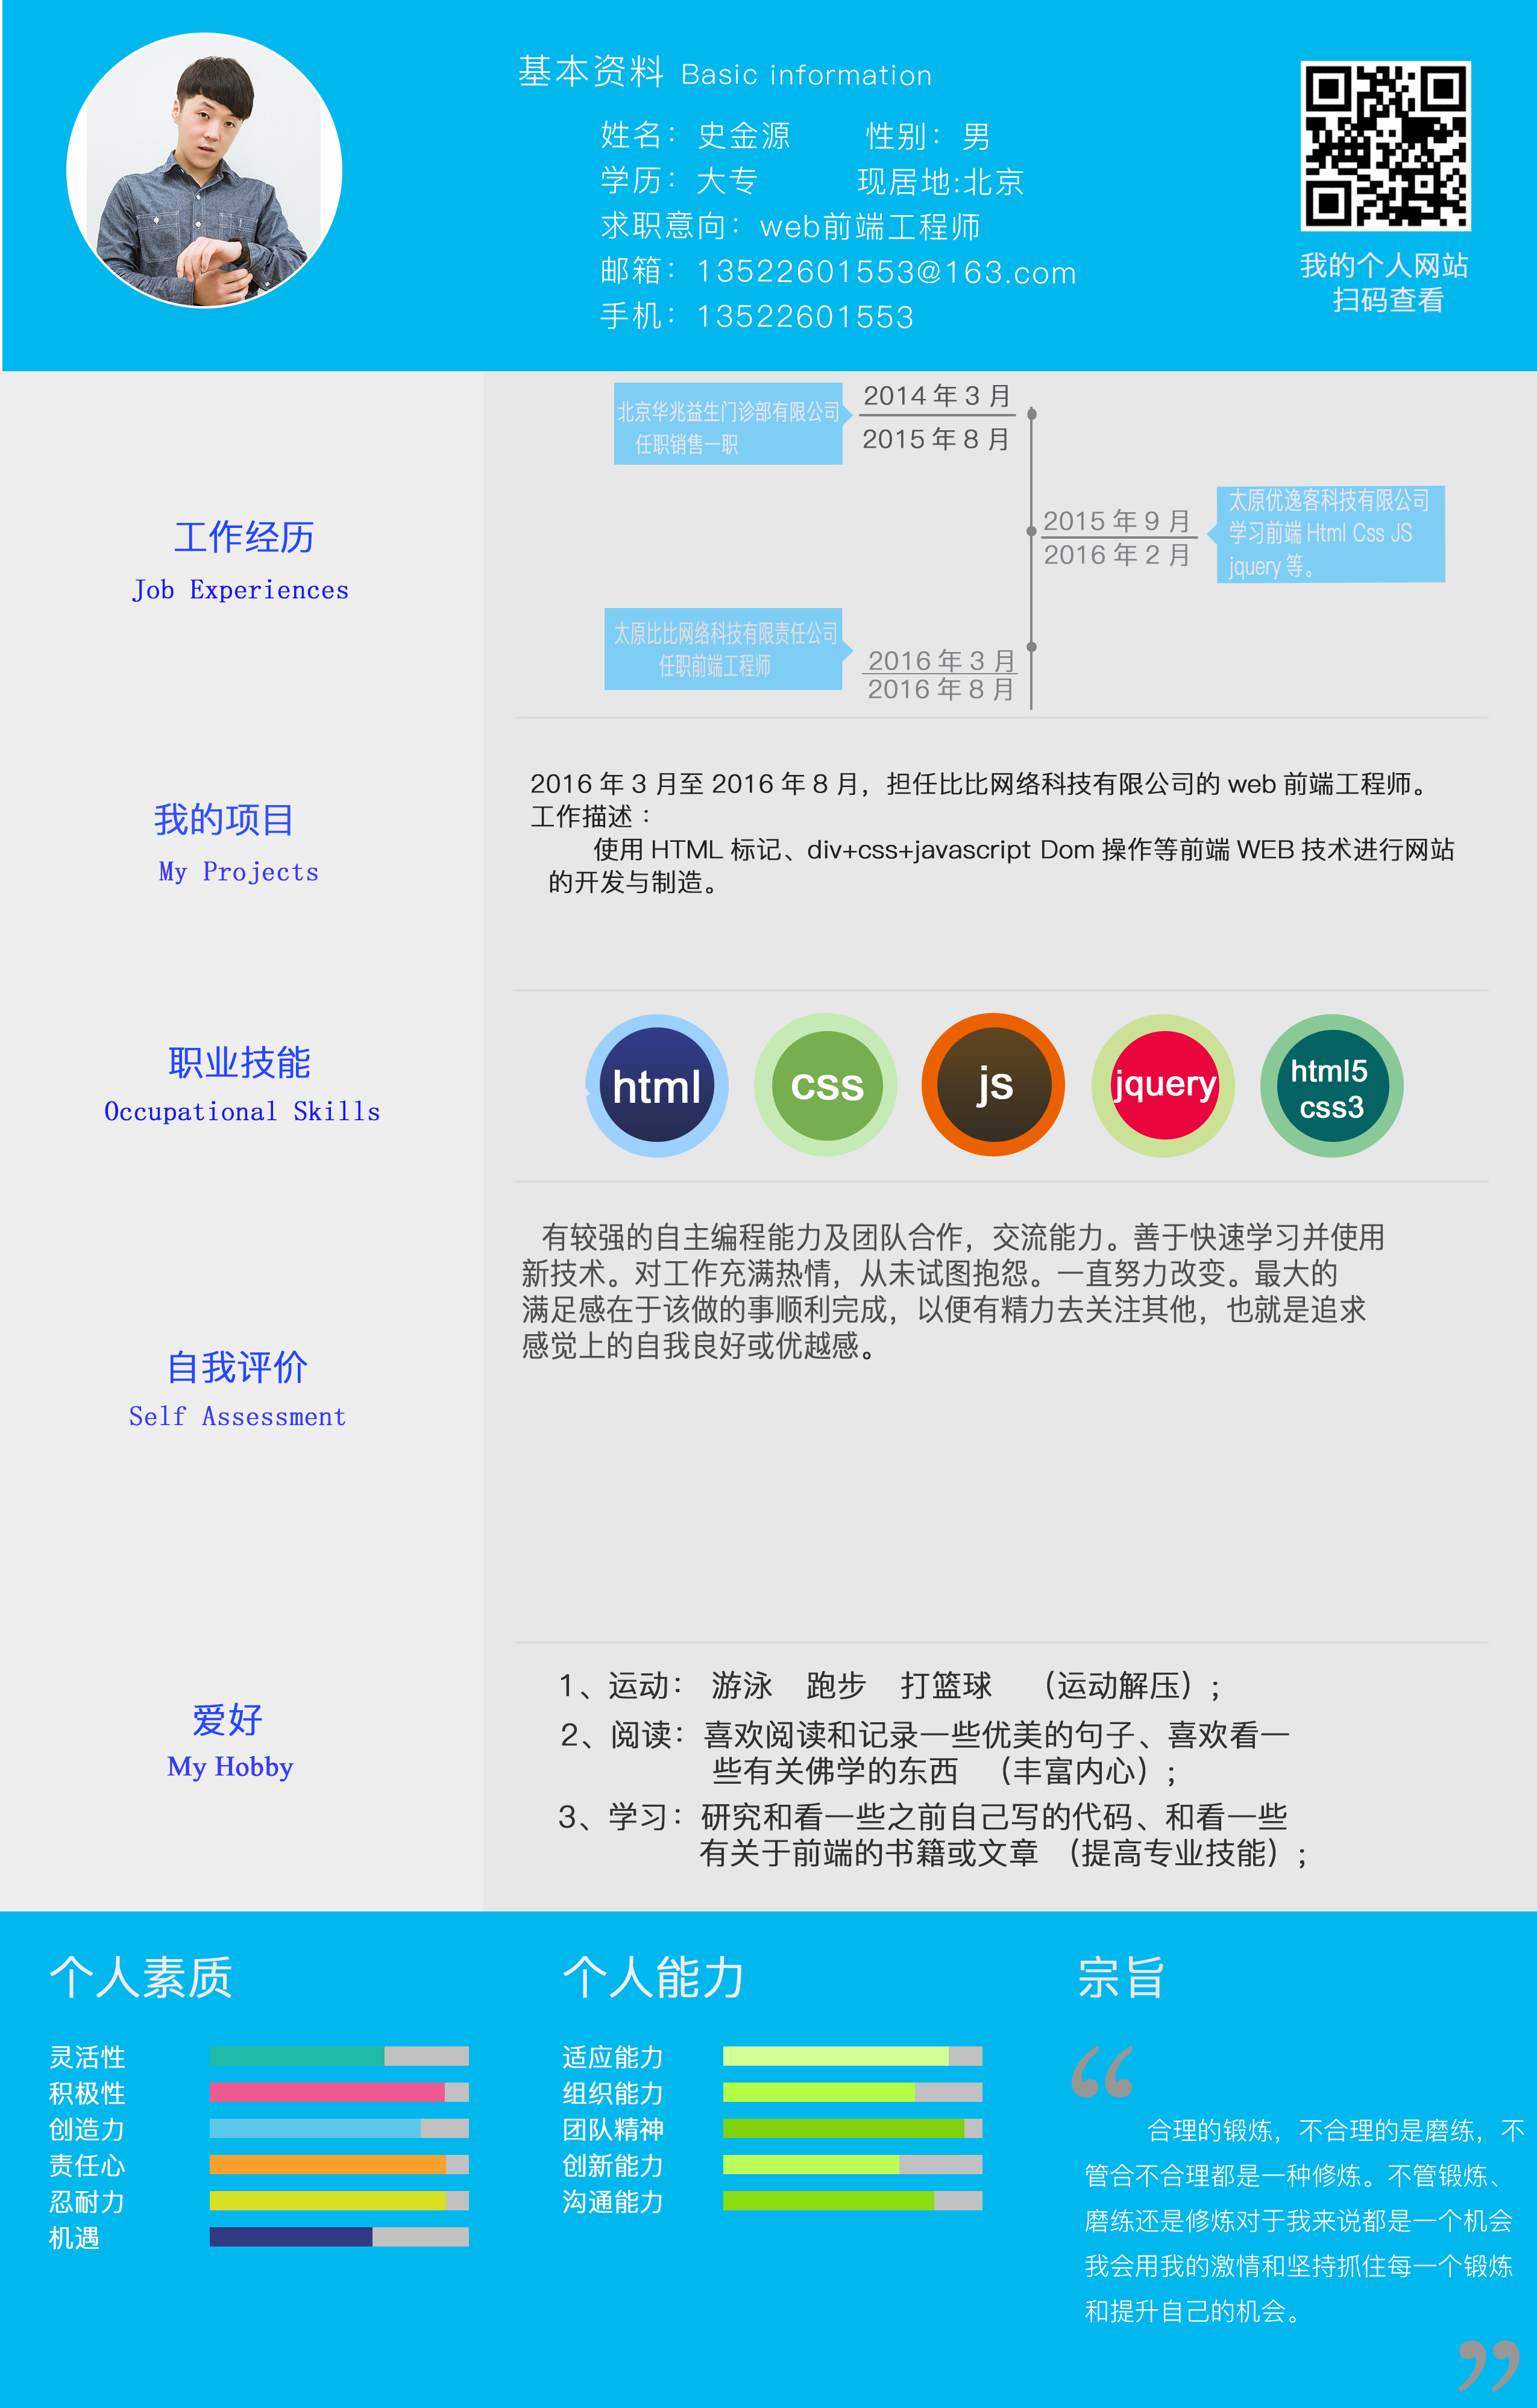 基本资料 Basic information
姓名：史金源 性别：男
学历：大专 现居地:北京
求职意向：web前端工程师
邮箱：13522601553@163.com
手机：13522601553
我的个人网站
扫码查看
工作经历
Job Experiences
北京华兆益生门诊部有限公司
任职销售一职
2014 年 3 月
2015 年 8 月
2015 年 9 月
2016 年 2 月
太原优逸客科技有限公司
学习前端 Html Css JS
jquery 等。
太原比比网络科技有限责任公司
任职前端工程师
2016 年 3 月
2016 年 8 月
我的项目
My Projects
2016 年 3 月至 2016 年 8 月，担任比比网络科技有限公司的 web 前端工程师。
工作描述：
使用 HTML 标记、div+css+javascript Dom 操作等前端 WEB 技术进行网站
的开发与制造。
职业技能
Occupational Skills
html
css
js
jquery
html5
css3
自我评价
Self Assessment
有较强的自主编程能力及团队合作，交流能力。善于快速学习并使用
新技术。对工作充满热情，从未试图抱怨。一直努力改变。最大的
满足感在于该做的事顺利完成，以便有精力去关注其他，也就是追求
感觉上的自我良好或优越感。
爱好
My Hobby
1、运动： 游泳 跑步 打篮球 （运动解压）；
2、阅读：喜欢阅读和记录一些优美的句子、喜欢看一
些有关佛学的东西 （丰富内心）；
3、学习：研究和看一些之前自己写的代码、和看一些
有关于前端的书籍或文章 （提高专业技能）；
个人素质
灵活性
积极性
创造力
责任心
忍耐力
机遇
个人能力
适应能力
组织能力
团队精神
创新能力
沟通能力
宗旨
“
合理的锻炼，不合理的是磨练，不
管合不合理都是一种修炼。不管锻炼、
磨练还是修炼对于我来说都是一个机会
我会用我的激情和坚持抓住每一个锻炼
和提升自己的机会。
”